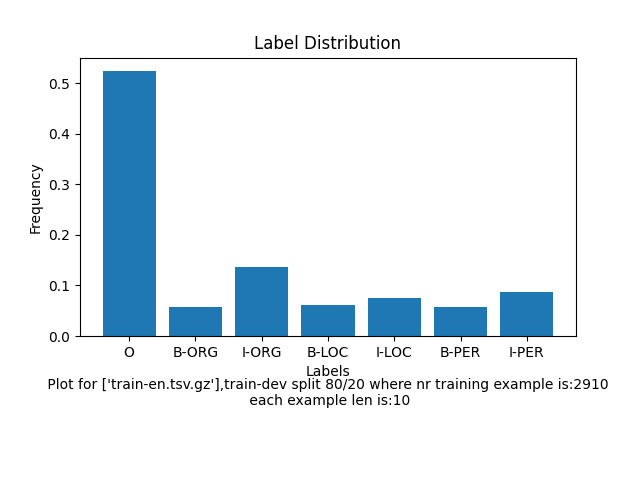 Label Distribution
0.5
0.4
0.3
0.2
0.1
0.0
Frequency
O B-ORG I-ORG B-LOC I-LOC B-PER I-PER
Labels
Plot for ['train-en.tsv.gz'],train-dev split 80/20 where nr training example is:2910
each example len is:10